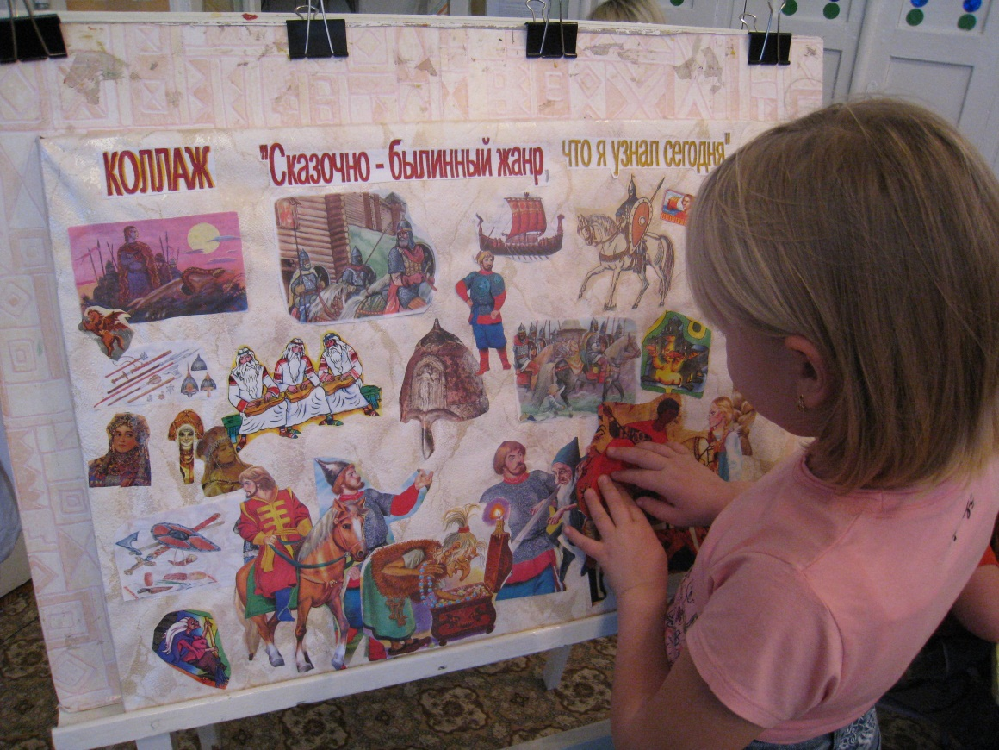 КОЛЛАЖ "Сказочно - былинный жанр, что я узнал сегодня"